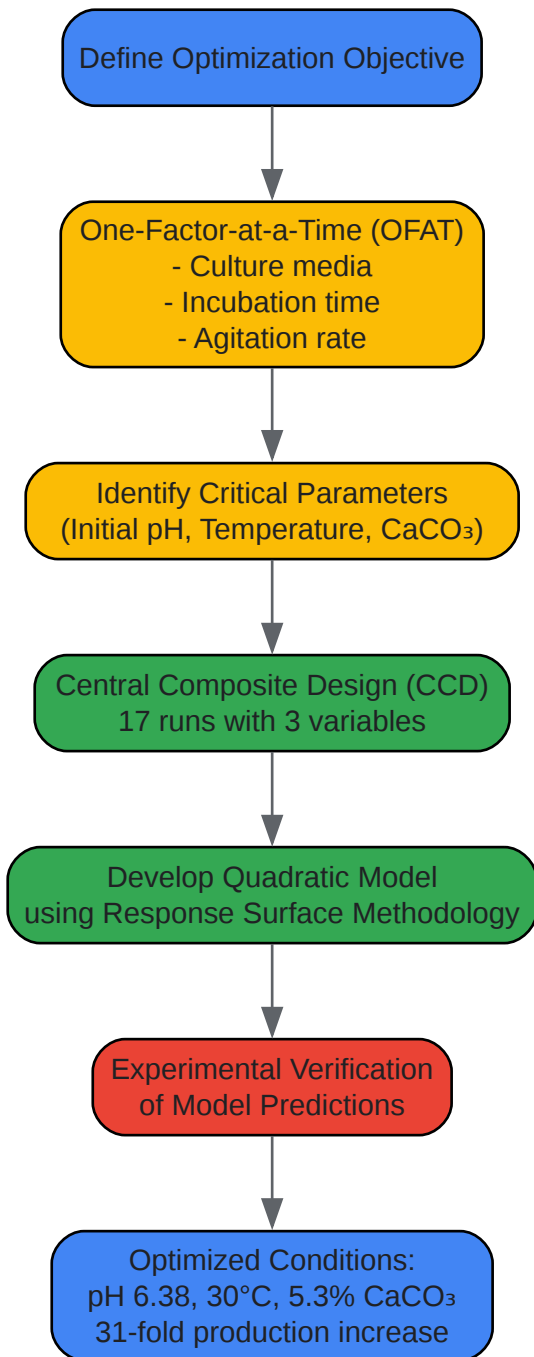 Define Optimization Objective
One-Factor-at-a-Time (OFAT)
- Culture media
- Incubation time
- Agitation rate
Identify Critical Parameters
(Initial pH, Temperature, CaCO₃)
Central Composite Design (CCD)
17 runs with 3 variables
Develop Quadratic Model
using Response Surface Methodology
Experimental Verification
of Model Predictions
Optimized Conditions:
pH 6.38, 30°C, 5.3% CaCO₃
31-fold production increase